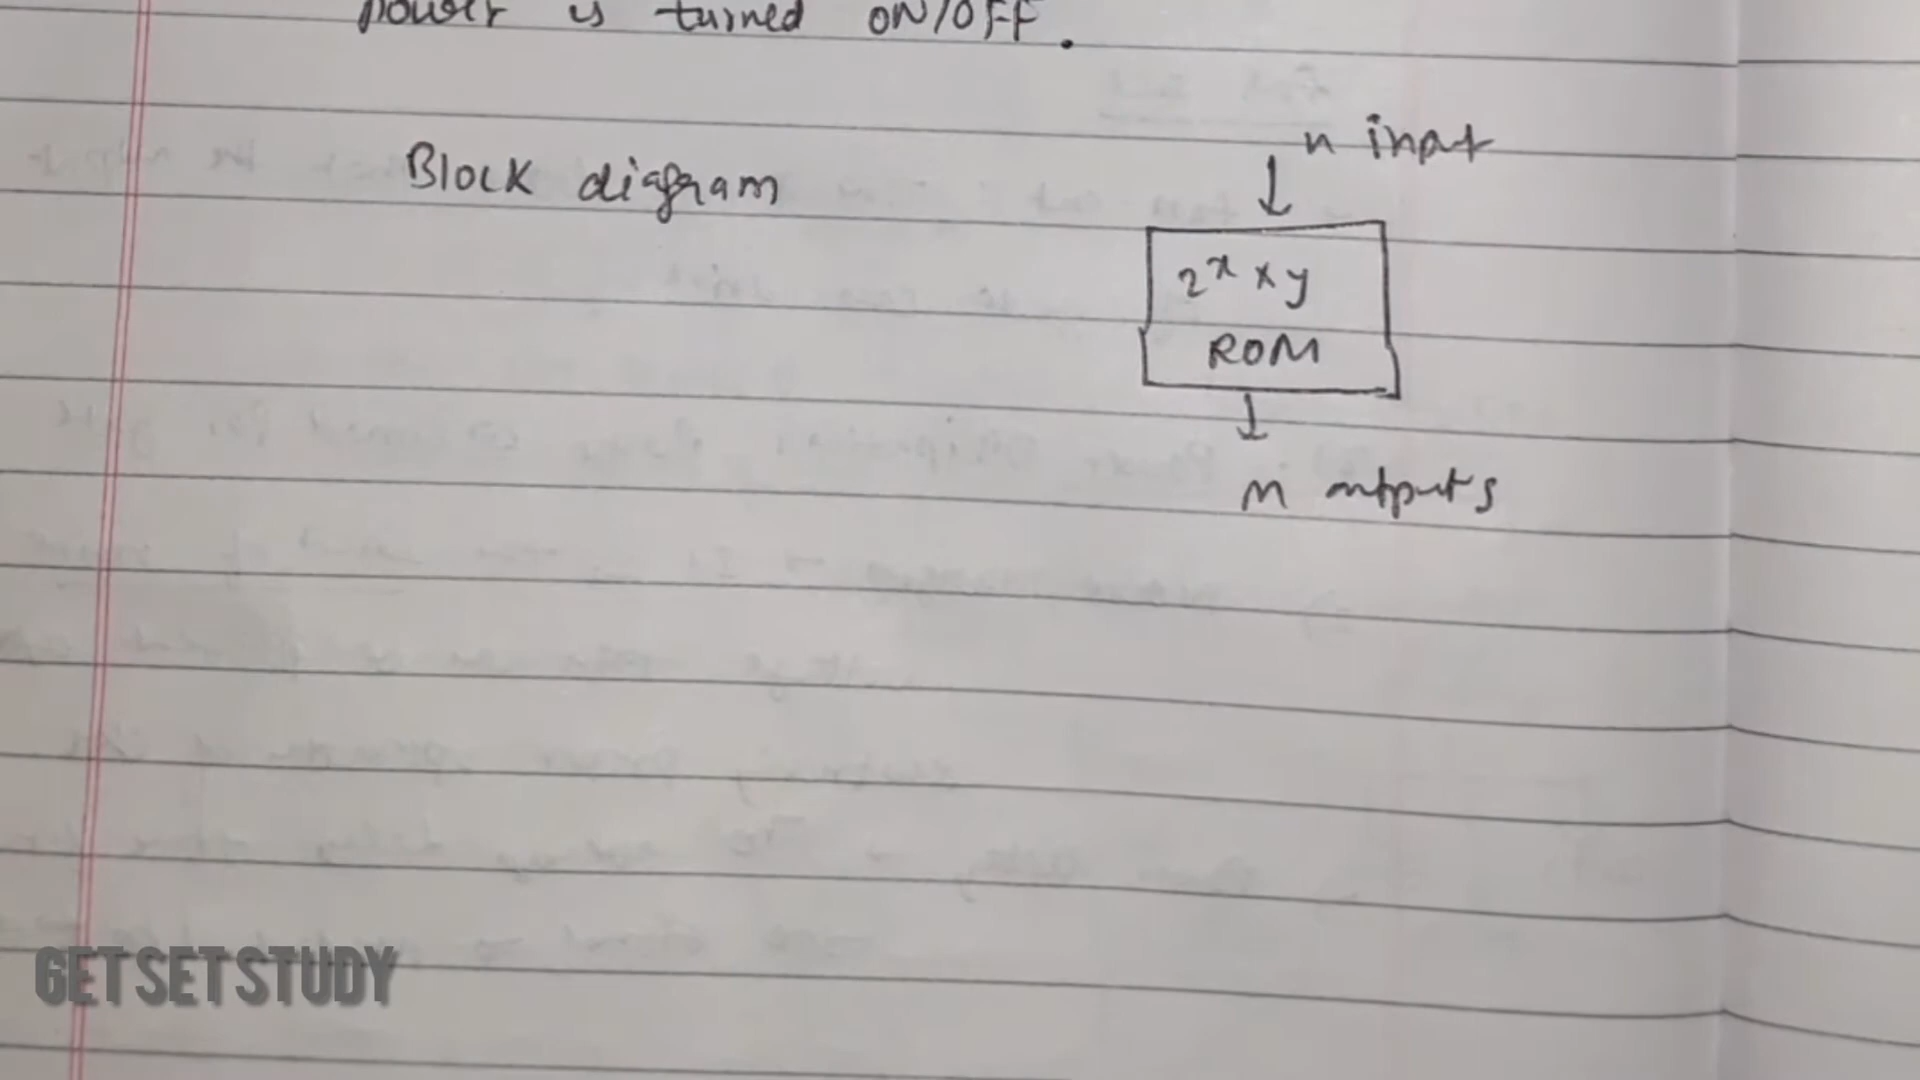 power is turned ON/OFF.
Block diagram
n input
2^x x y
ROM
m outputs
GETSETSTUDY